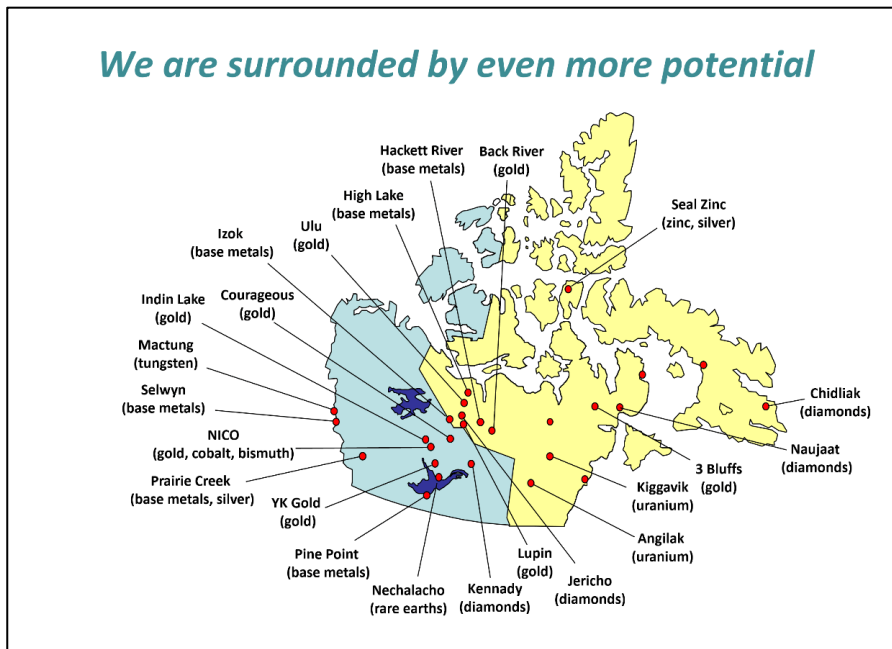 We are surrounded by even more potential
Hackett River
(base metals)
Back River
(gold)
High Lake
(base metals)
Seal Zinc
(zinc, silver)
Ulu
(gold)
Izok
(base metals)
Courageous
(gold)
Indin Lake
(gold)
Mactung
(tungsten)
Selwyn
(base metals)
NICO
(gold, cobalt, bismuth)
Prairie Creek
(base metals, silver)
YK Gold
(gold)
Pine Point
(base metals)
Nechalacho
(rare earths)
Kennady
(diamonds)
Lupin
(gold)
Jericho
(diamonds)
Angilak
(uranium)
Kiggavik
(uranium)
3 Bluffs
(gold)
Naujaat
(diamonds)
Chidliak
(diamonds)